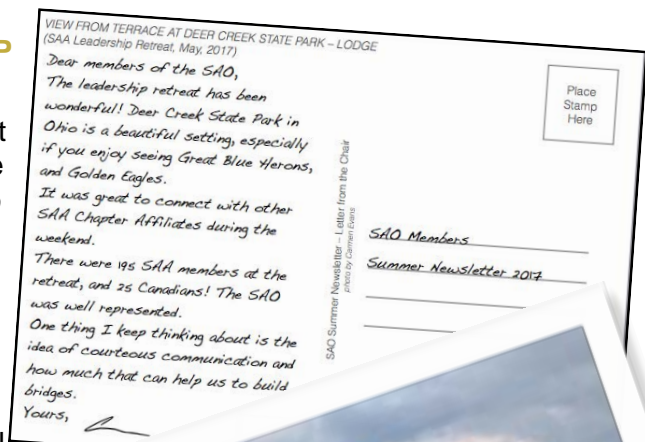 VIEW FROM TERRACE AT DEER CREEK STATE PARK – LODGE
(SAA Leadership Retreat, May, 2017)
Dear members of the SAO,
The leadership retreat has been
wonderful! Deer Creek State Park in
Ohio is a beautiful setting, especially
if you enjoy seeing Great Blue Herons,
and Golden Eagles.
It was great to connect with other
SAA Chapter Affiliates during the
weekend.
There were 195 SAA members at the
retreat, and 25 Canadians! The SAO
was well represented.
One thing I keep thinking about is the
idea of courteous communication and
how much that can help us to build
bridges.
Yours,
SAO Summer Newsletter – Letter from the Chair
photo by Carmen Evans
Place
Stamp
Here
SAO Members
Summer Newsletter 2017